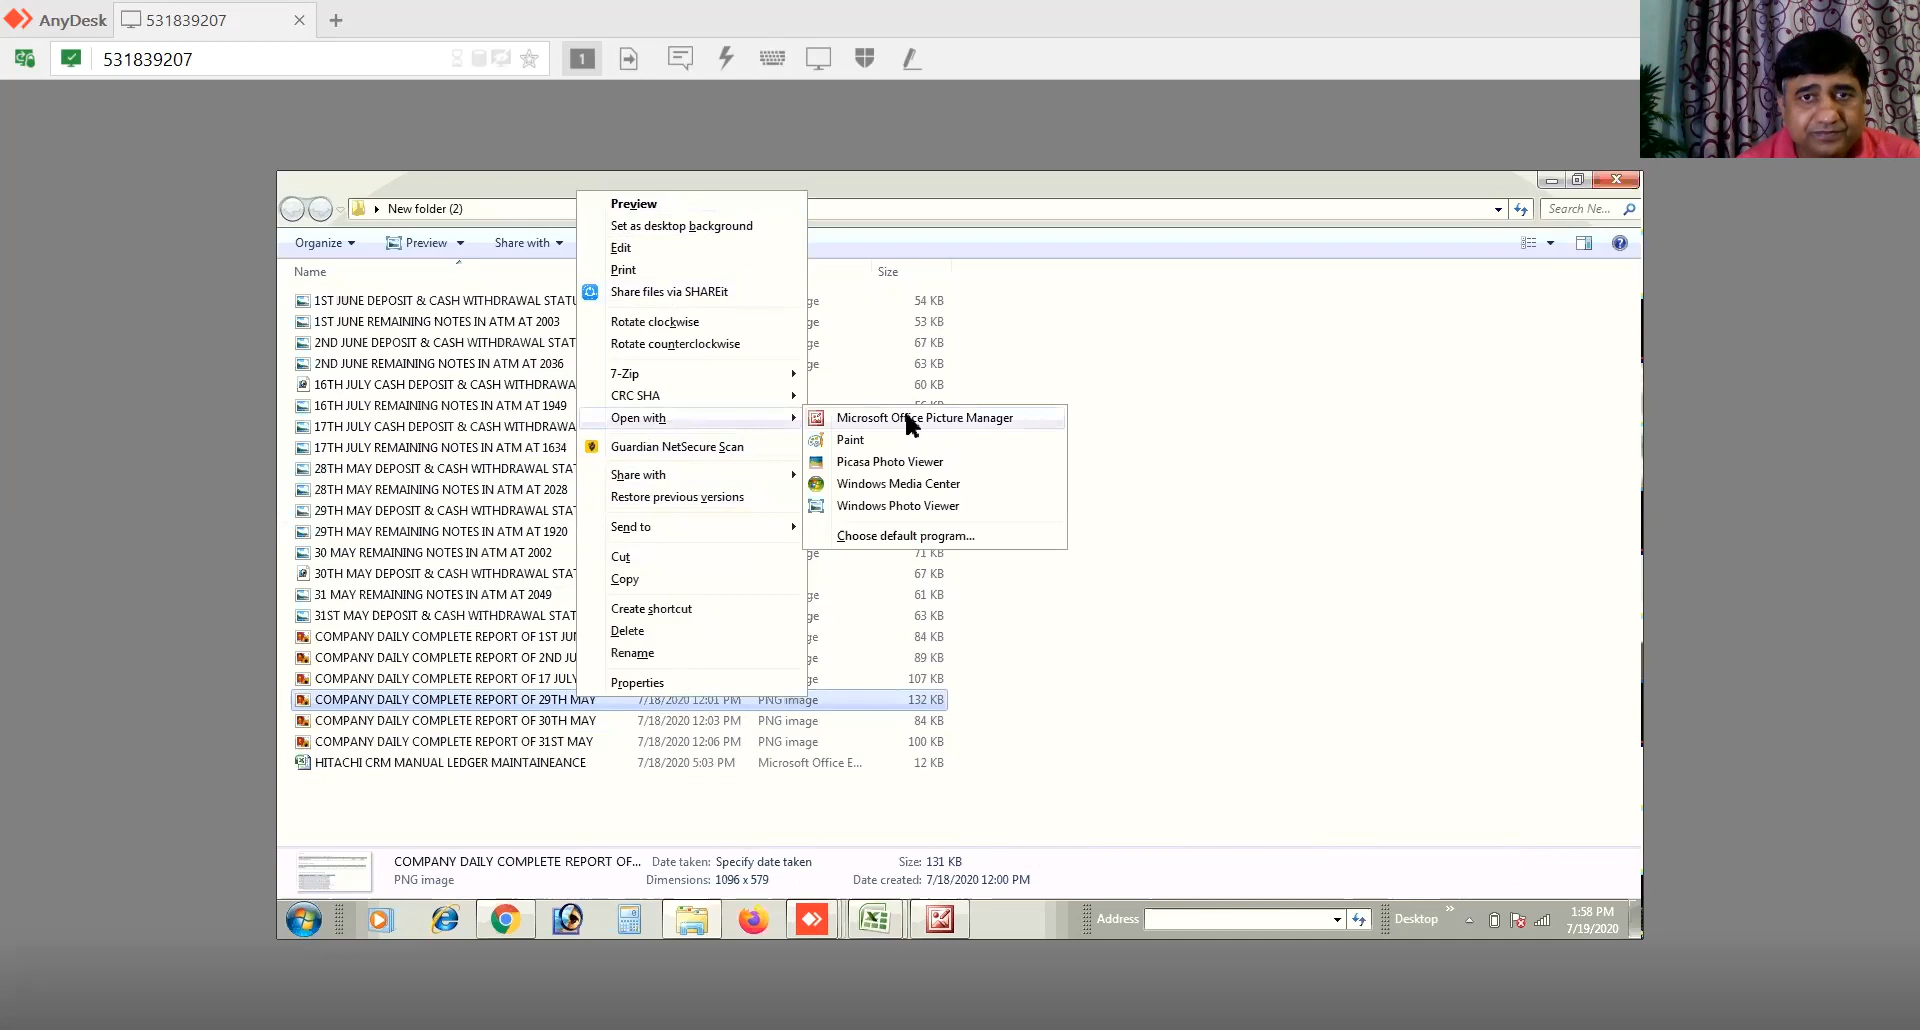 AnyDesk
531839207
531839207
1
New folder (2)
Search Ne...
Organize
Preview
Share with
Name
Size
1ST JUNE DEPOSIT & CASH WITHDRAWAL STATU
ge
54 KB
1ST JUNE REMAINING NOTES IN ATM AT 2003
ge
53 KB
2ND JUNE DEPOSIT & CASH WITHDRAWAL STAT
ge
67 KB
2ND JUNE REMAINING NOTES IN ATM AT 2036
ge
63 KB
16TH JULY CASH DEPOSIT & CASH WITHDRAWA
60 KB
16TH JULY REMAINING NOTES IN ATM AT 1949
17TH JULY CASH DEPOSIT & CASH WITHDRAWA
17TH JULY REMAINING NOTES IN ATM AT 1634
28TH MAY DEPOSIT & CASH WITHDRAWAL STAT
28TH MAY REMAINING NOTES IN ATM AT 2028
29TH MAY DEPOSIT & CASH WITHDRAWAL STAT
29TH MAY REMAINING NOTES IN ATM AT 1920
30 MAY REMAINING NOTES IN ATM AT 2002
ge
71 KB
30TH MAY DEPOSIT & CASH WITHDRAWAL STAT
67 KB
31 MAY REMAINING NOTES IN ATM AT 2049
ge
61 KB
31ST MAY DEPOSIT & CASH WITHDRAWAL STAT
ge
63 KB
COMPANY DAILY COMPLETE REPORT OF 1ST JUN
ge
84 KB
COMPANY DAILY COMPLETE REPORT OF 2ND JU
ge
89 KB
COMPANY DAILY COMPLETE REPORT OF 17 JULY
ge
107 KB
COMPANY DAILY COMPLETE REPORT OF 29TH MAY
7/18/2020 12:01 PM
PNG image
132 KB
COMPANY DAILY COMPLETE REPORT OF 30TH MAY
7/18/2020 12:03 PM
PNG image
84 KB
COMPANY DAILY COMPLETE REPORT OF 31ST MAY
7/18/2020 12:06 PM
PNG image
100 KB
HITACHI CRM MANUAL LEDGER MAINTAINEANCE
7/18/2020 5:03 PM
Microsoft Office E...
12 KB
Preview
Set as desktop background
Edit
Print
Share files via SHAREit
Rotate clockwise
Rotate counterclockwise
7-Zip
CRC SHA
Open with
Guardian NetSecure Scan
Share with
Restore previous versions
Send to
Cut
Copy
Create shortcut
Delete
Rename
Properties
Microsoft Office Picture Manager
Paint
Picasa Photo Viewer
Windows Media Center
Windows Photo Viewer
Choose default program...
COMPANY DAILY COMPLETE REPORT OF...
Date taken: Specify date taken
Size: 131 KB
PNG image
Dimensions: 1096 x 579
Date created: 7/18/2020 12:00 PM
Address
Desktop
1:58 PM
7/19/2020